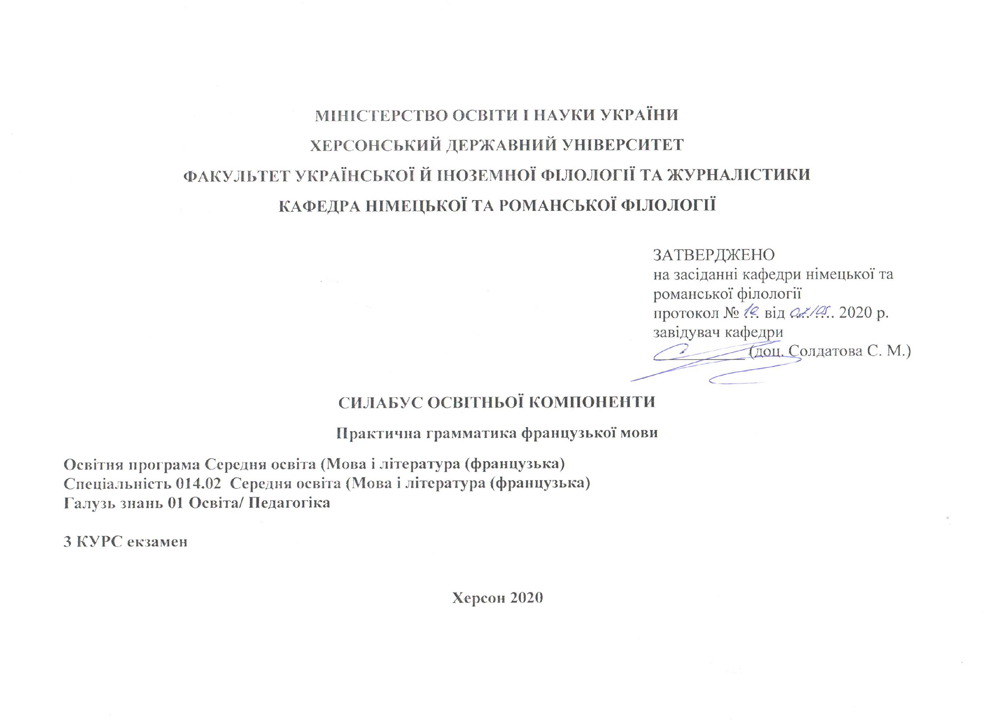 МІНІСТЕРСТВО ОСВІТИ І НАУКИ УКРАЇНИ
ХЕРСОНСЬКИЙ ДЕРЖАВНИЙ УНІВЕРСИТЕТ
ФАКУЛЬТЕТ УКРАЇНСЬКОЇ Й ІНОЗЕМНОЇ ФІЛОЛОГІЇ ТА ЖУРНАЛІСТИКИ
КАФЕДРА НІМЕЦЬКОЇ ТА РОМАНСЬКОЇ ФІЛОЛОГІЇ
ЗАТВЕРДЖЕНО
на засіданні кафедри німецької та
романської філології
протокол № від 2020 р.
завідувач кафедри
(доц. Солдатова С. М.)
СИЛАБУС ОСВІТНЬОЇ КОМПОНЕНТИ
Практична грамматика французької мови
Освітня програма Середня освіта (Мова і література (французька)
Спеціальність 014.02 Середня освіта (Мова і література (французька)
Галузь знань 01 Освіта/ Педагогіка
3 КУРС екзамен
Херсон 2020